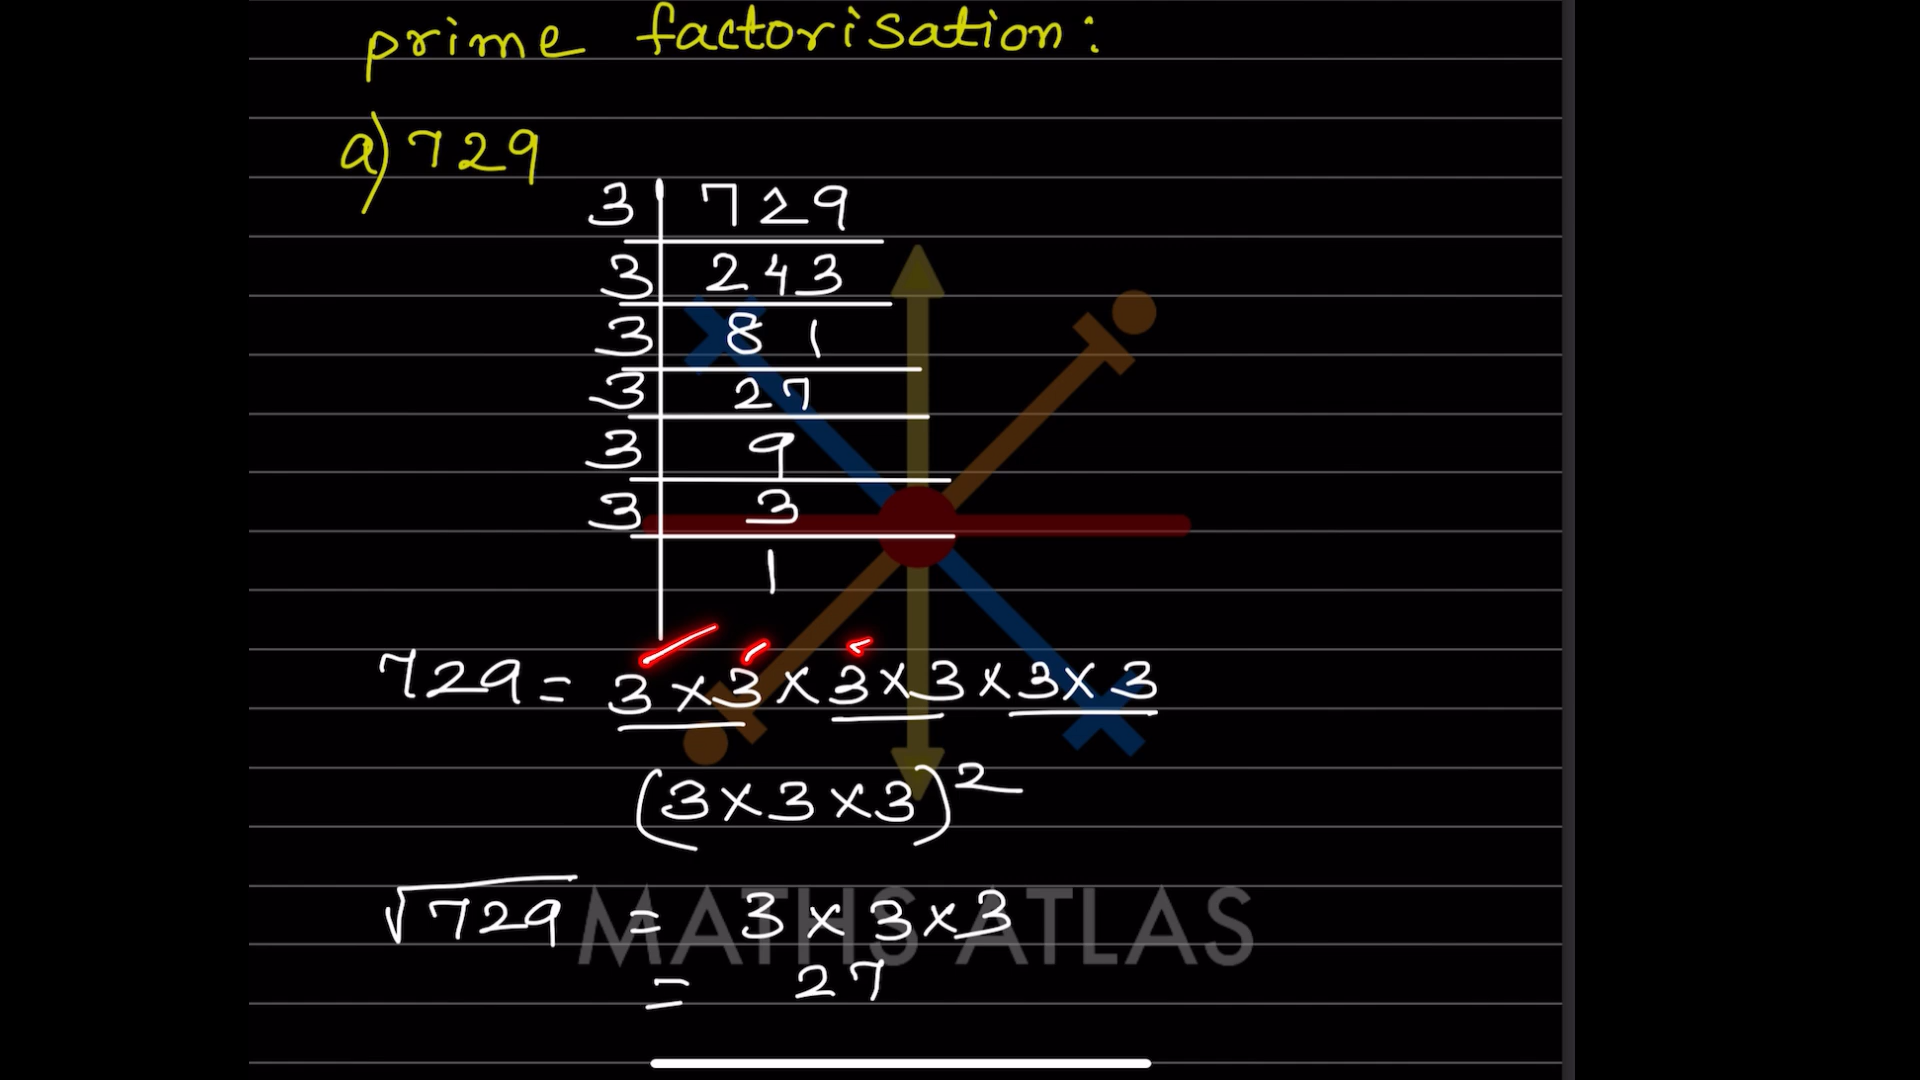 prime factorisation:
a) 729
3 | 729
3 | 243
3 | 81
3 | 27
3 | 9
3 | 3
1
729 = 3 × 3 × 3 × 3 × 3 × 3
(3 × 3 × 3)²
√729 = 3 × 3 × 3
= 27
MATHS ATLAS